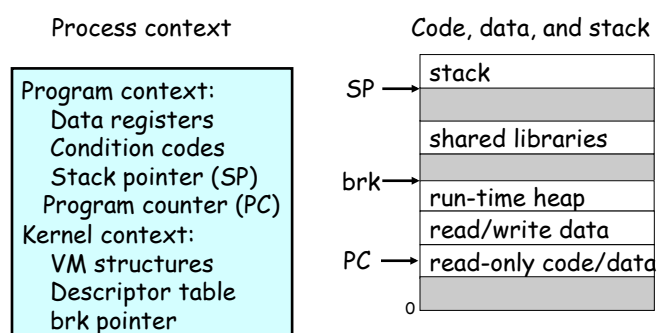 Process context
Program context:
Data registers
Condition codes
Stack pointer (SP)
Program counter (PC)
Kernel context:
VM structures
Descriptor table
brk pointer
Code, data, and stack
stack
SP
shared libraries
brk
run-time heap
read/write data
PC
read-only code/data
0